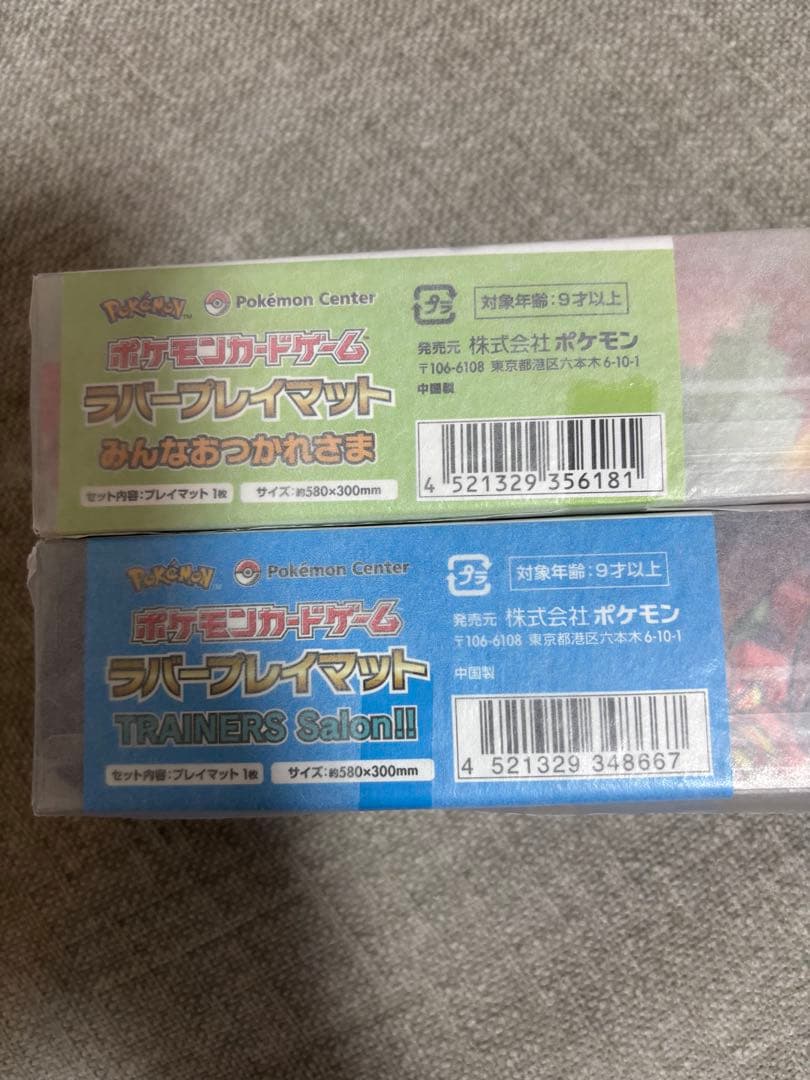 POKÉMON™ Pokémon Center
ポケモンカードゲーム™
ラバープレイマット
みんなおつかれさま
セット内容:プレイマット 1枚 サイズ:約580×300mm
プラ 対象年齢:9才以上
発売元 株式会社 ポケモン
〒106-6108 東京都港区六本木6-10-1
中国製
4 521329 356181
POKÉMON™ Pokémon Center
ポケモンカードゲーム
ラバープレイマット
TRAINERS Salon!!
セット内容:プレイマット 1枚 サイズ:約580×300mm
プラ 対象年齢:9才以上
発売元 株式会社 ポケモン
〒106-6108 東京都港区六本木6-10-1
中国製
4 521329 348667